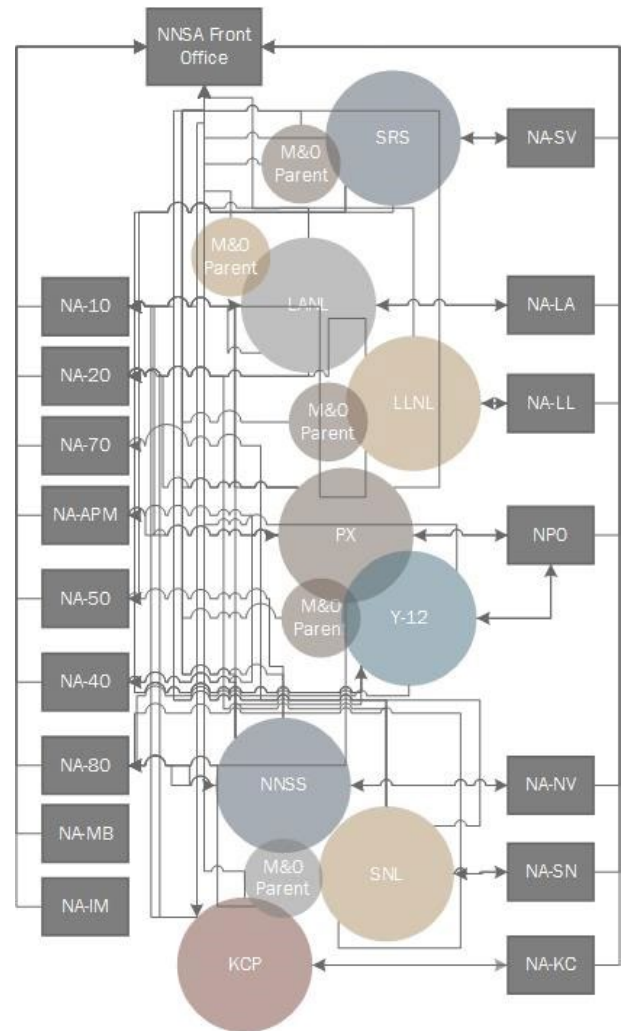 NNSA Front
Office
SRS
NA-SV
M&O
Parent
M&O
Parent
NA-10
LANL
NA-LA
NA-20
LLNL
NA-LL
M&O
Parent
NA-70
NA-APM
PX
NPO
NA-50
M&O
Parent
Y-12
NA-40
NA-80
NNSS
NA-NV
NA-MB
M&O
Parent
SNL
NA-SN
NA-IM
KCP
NA-KC